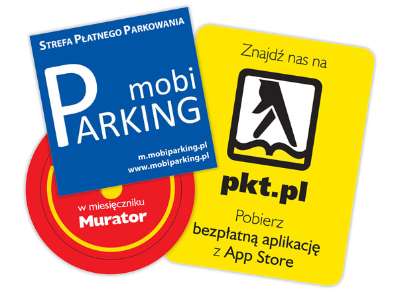 STREFA PŁATNEGO PARKOWANIA
mobi
PARKING
m.mobiparking.pl
www.mobiparking.pl
w miesięczniku
Murator
Znajdź nas na
pkt.pl
Pobierz
bezpłatną aplikację
z App Store